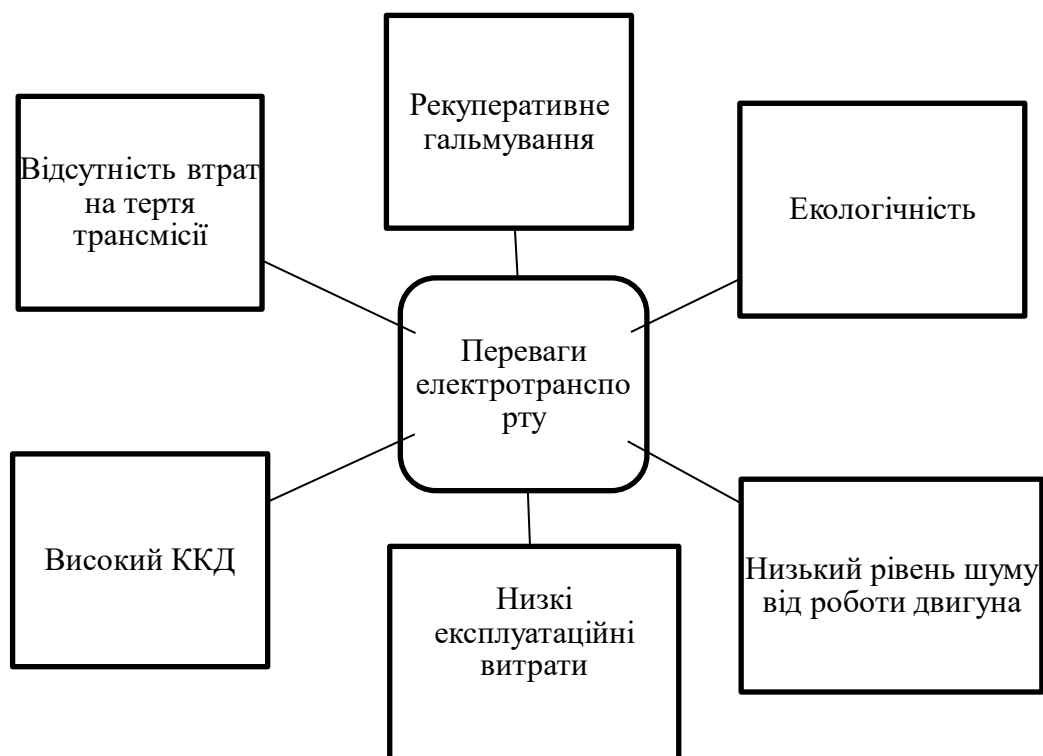 Рекуперативне
гальмування
Відсутність втрат
на тертя
трансмісії
Екологічність
Переваги
електротранспо
рту
Високий ККД
Низкі
експлуатаційні
витрати
Низький рівень шуму
від роботи двигуна